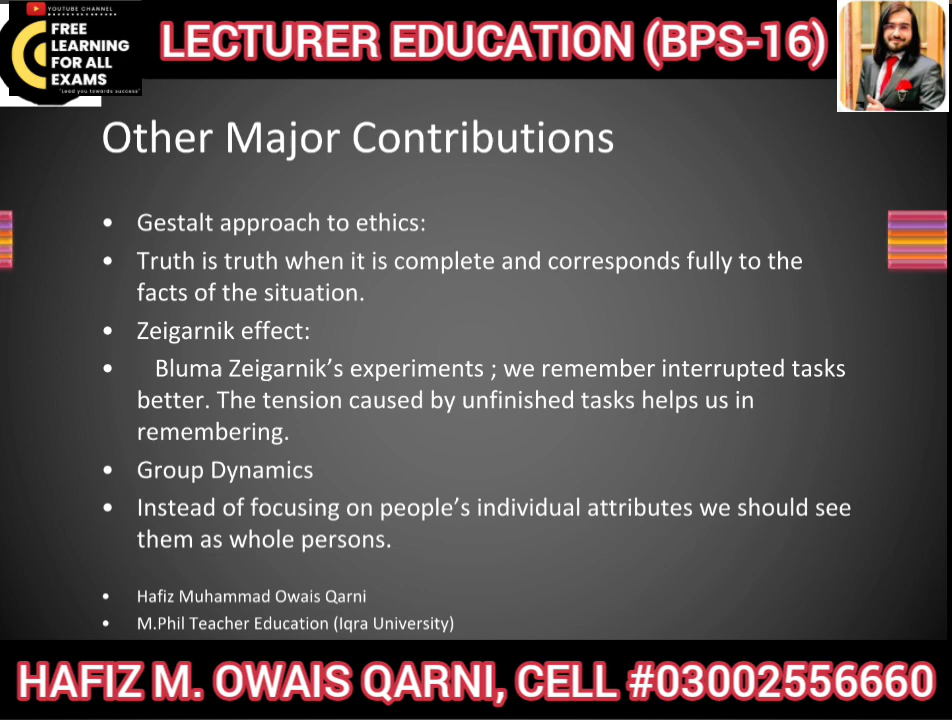 YOUTUBE CHANNEL
FREE
LEARNING
FOR ALL
EXAMS
"Lead you towards success"
LECTURER EDUCATION (BPS-16)
Other Major Contributions
• Gestalt approach to ethics:
• Truth is truth when it is complete and corresponds fully to the
facts of the situation.
• Zeigarnik effect:
• Bluma Zeigarnik's experiments ; we remember interrupted tasks
better. The tension caused by unfinished tasks helps us in
remembering.
• Group Dynamics
• Instead of focusing on people's individual attributes we should see
them as whole persons.
• Hafiz Muhammad Owais Qarni
• M.Phil Teacher Education (Iqra University)
HAFIZ M. OWAIS QARNI, CELL #03002556660